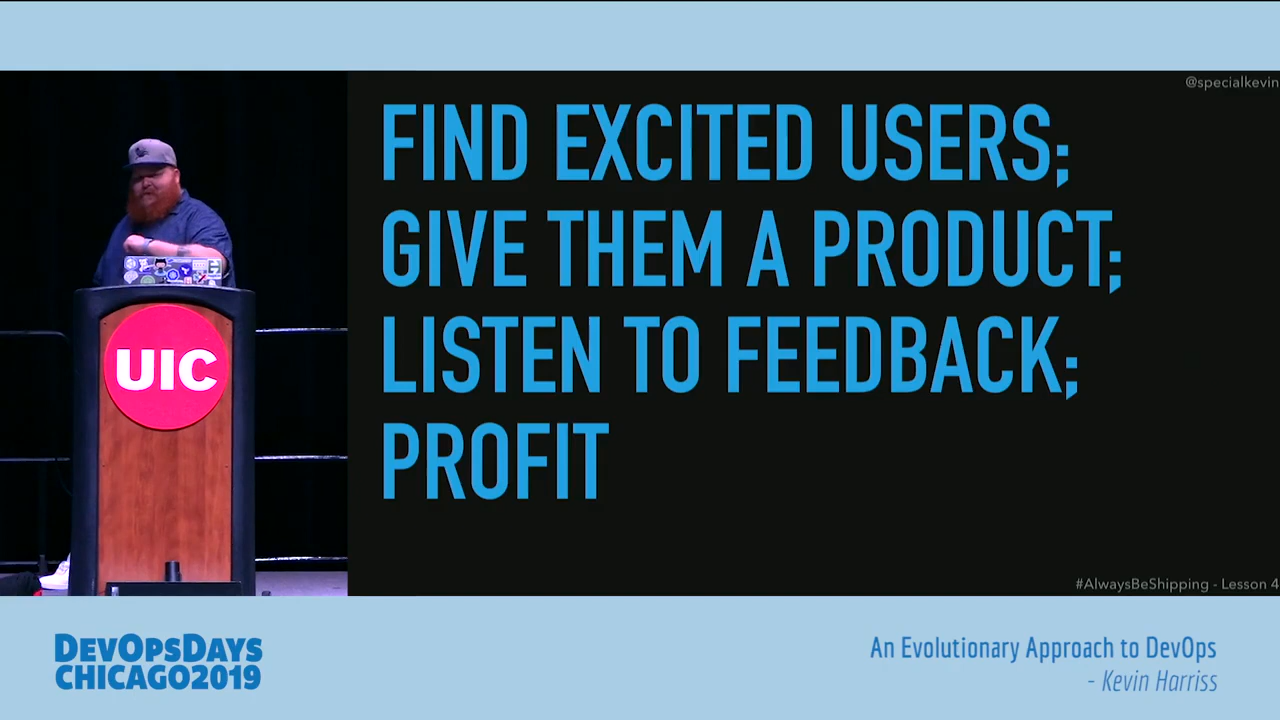 @specialkevin
FIND EXCITED USERS;
GIVE THEM A PRODUCT;
LISTEN TO FEEDBACK;
PROFIT
UIC
#AlwaysBeShipping - Lesson 4
DEVOPSDAYS
CHICAGO2019
An Evolutionary Approach to DevOps
- Kevin Harriss